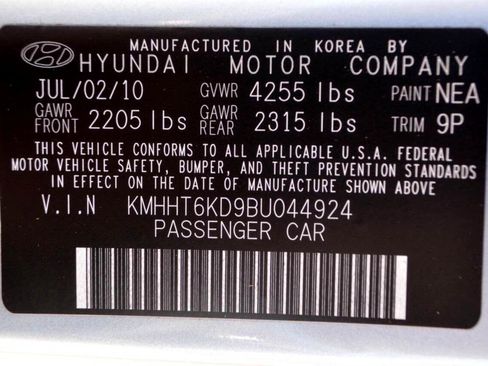 MANUFACTURED IN KOREA BY
HYUNDAI MOTOR COMPANY
JUL/02/10 GVWR 4255 lbs PAINT NEA
GAWR FRONT 2205 lbs GAWR REAR 2315 lbs TRIM 9P
THIS VEHICLE CONFORMS TO ALL APPLICABLE U.S.A. FEDERAL
MOTOR VEHICLE SAFETY, BUMPER, AND THEFT PREVENTION STANDARDS
IN EFFECT ON THE DATE OF MANUFACTURE SHOWN ABOVE
V.I.N KMHHT6KD9BU044924
PASSENGER CAR